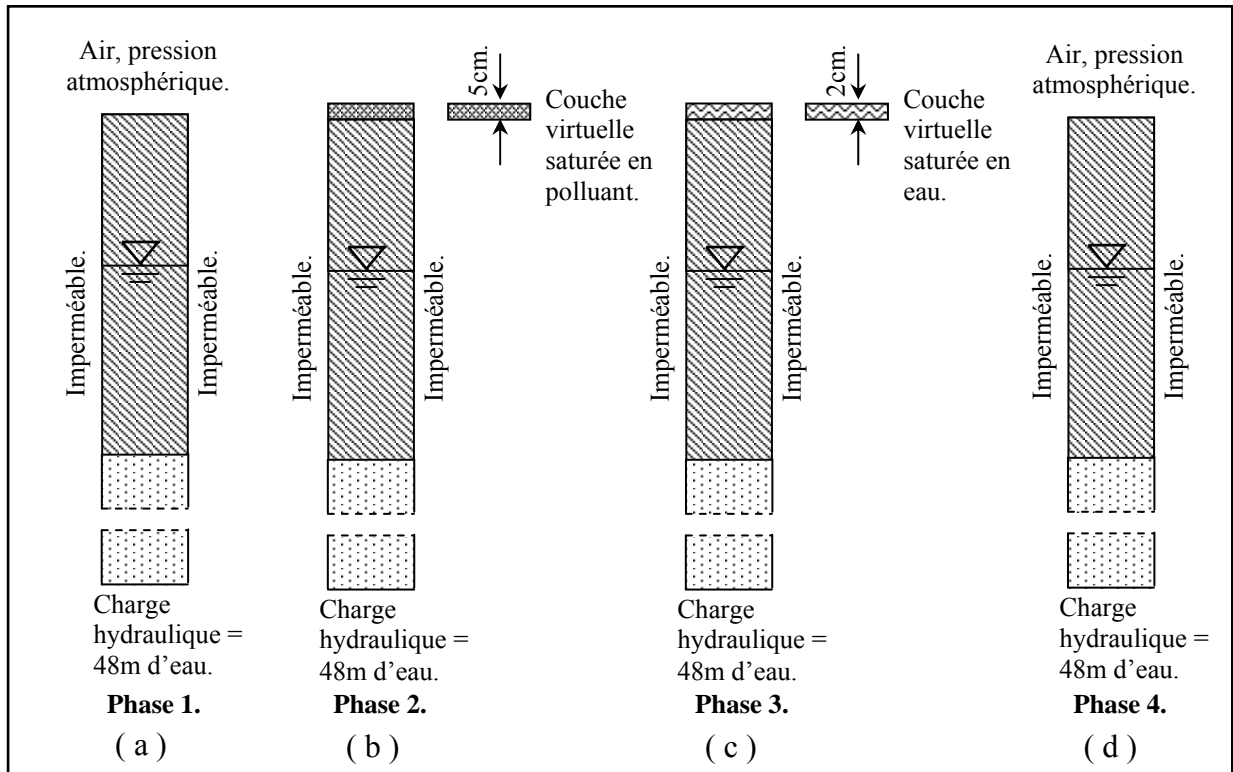 Air, pression
atmosphérique.
Imperméable.
Imperméable.
Charge
hydraulique =
48m d’eau.
Phase 1.
( a )
5cm.
Couche
virtuelle
saturée en
polluant.
Imperméable.
Imperméable.
Charge
hydraulique =
48m d’eau.
Phase 2.
( b )
2cm.
Couche
virtuelle
saturée en
eau.
Imperméable.
Imperméable.
Charge
hydraulique =
48m d’eau.
Phase 3.
( c )
Air, pression
atmosphérique.
Imperméable.
Imperméable.
Charge
hydraulique =
48m d’eau.
Phase 4.
( d )